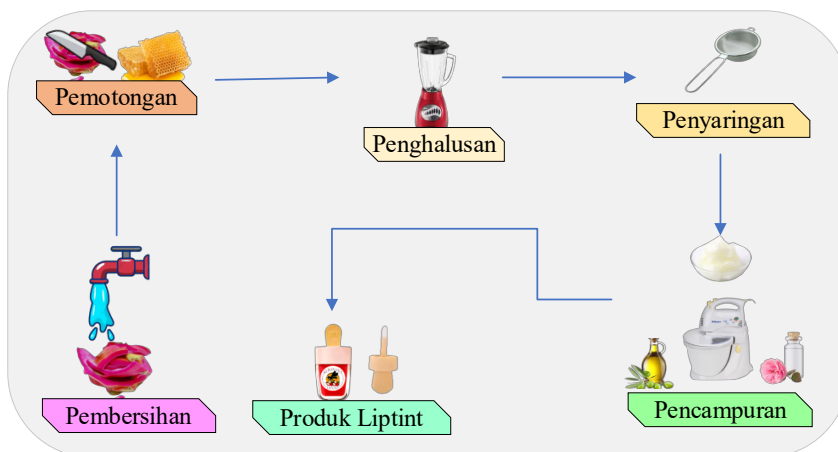 Pemotongan
Penghalusan
Penyaringan
Pembersihan
Produk Liptint
Pencampuran